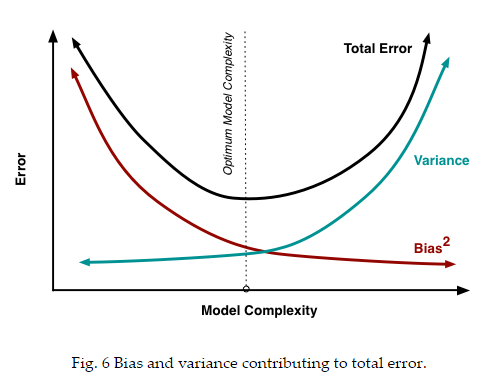 Total Error
Optimum Model Complexity
Variance
Error
Bias²
Model Complexity
Fig. 6 Bias and variance contributing to total error.